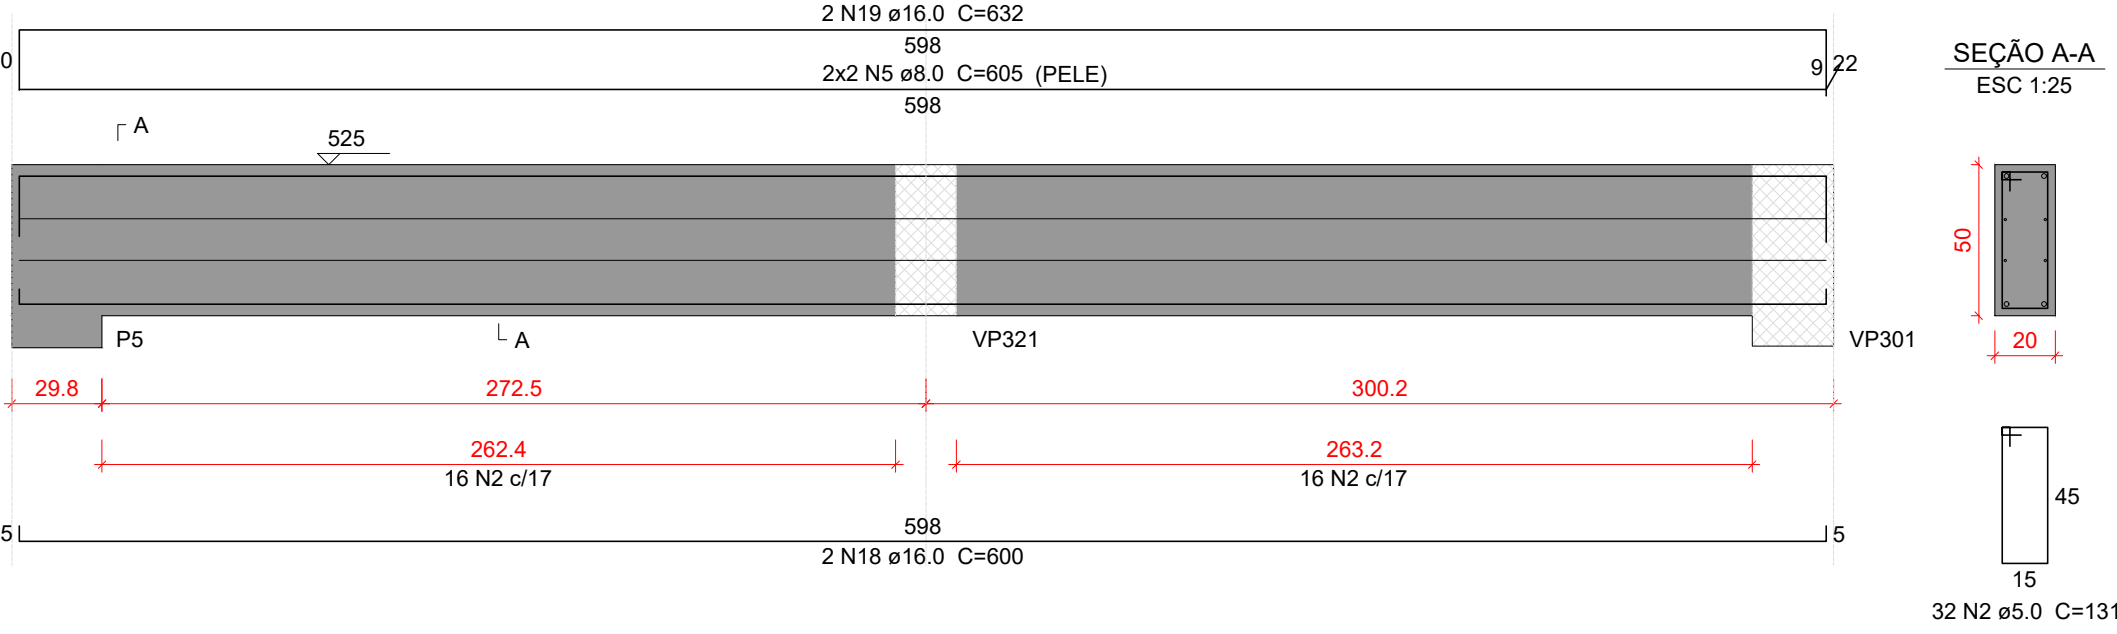 2 N19 ø16.0 C=632
598
0
2x2 N5 ø8.0 C=605 (PELE)
9
22
598
SEÇÃO A-A
ESC 1:25
A
525
50
P5
A
VP321
VP301
20
29.8
272.5
300.2
262.4
263.2
16 N2 c/17
16 N2 c/17
45
5
598
5
2 N18 ø16.0 C=600
15
32 N2 ø5.0 C=131